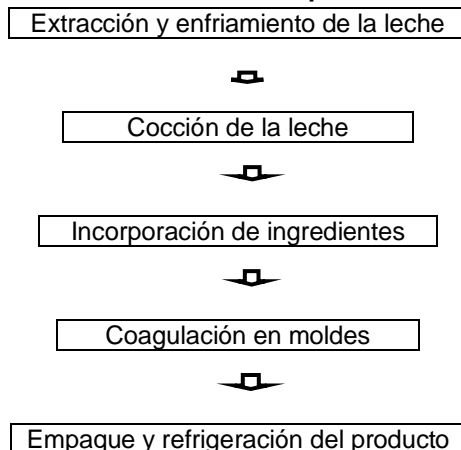 Extracción y enfriamiento de la leche
Cocción de la leche
Incorporación de ingredientes
Coagulación en moldes
Empaque y refrigeración del producto